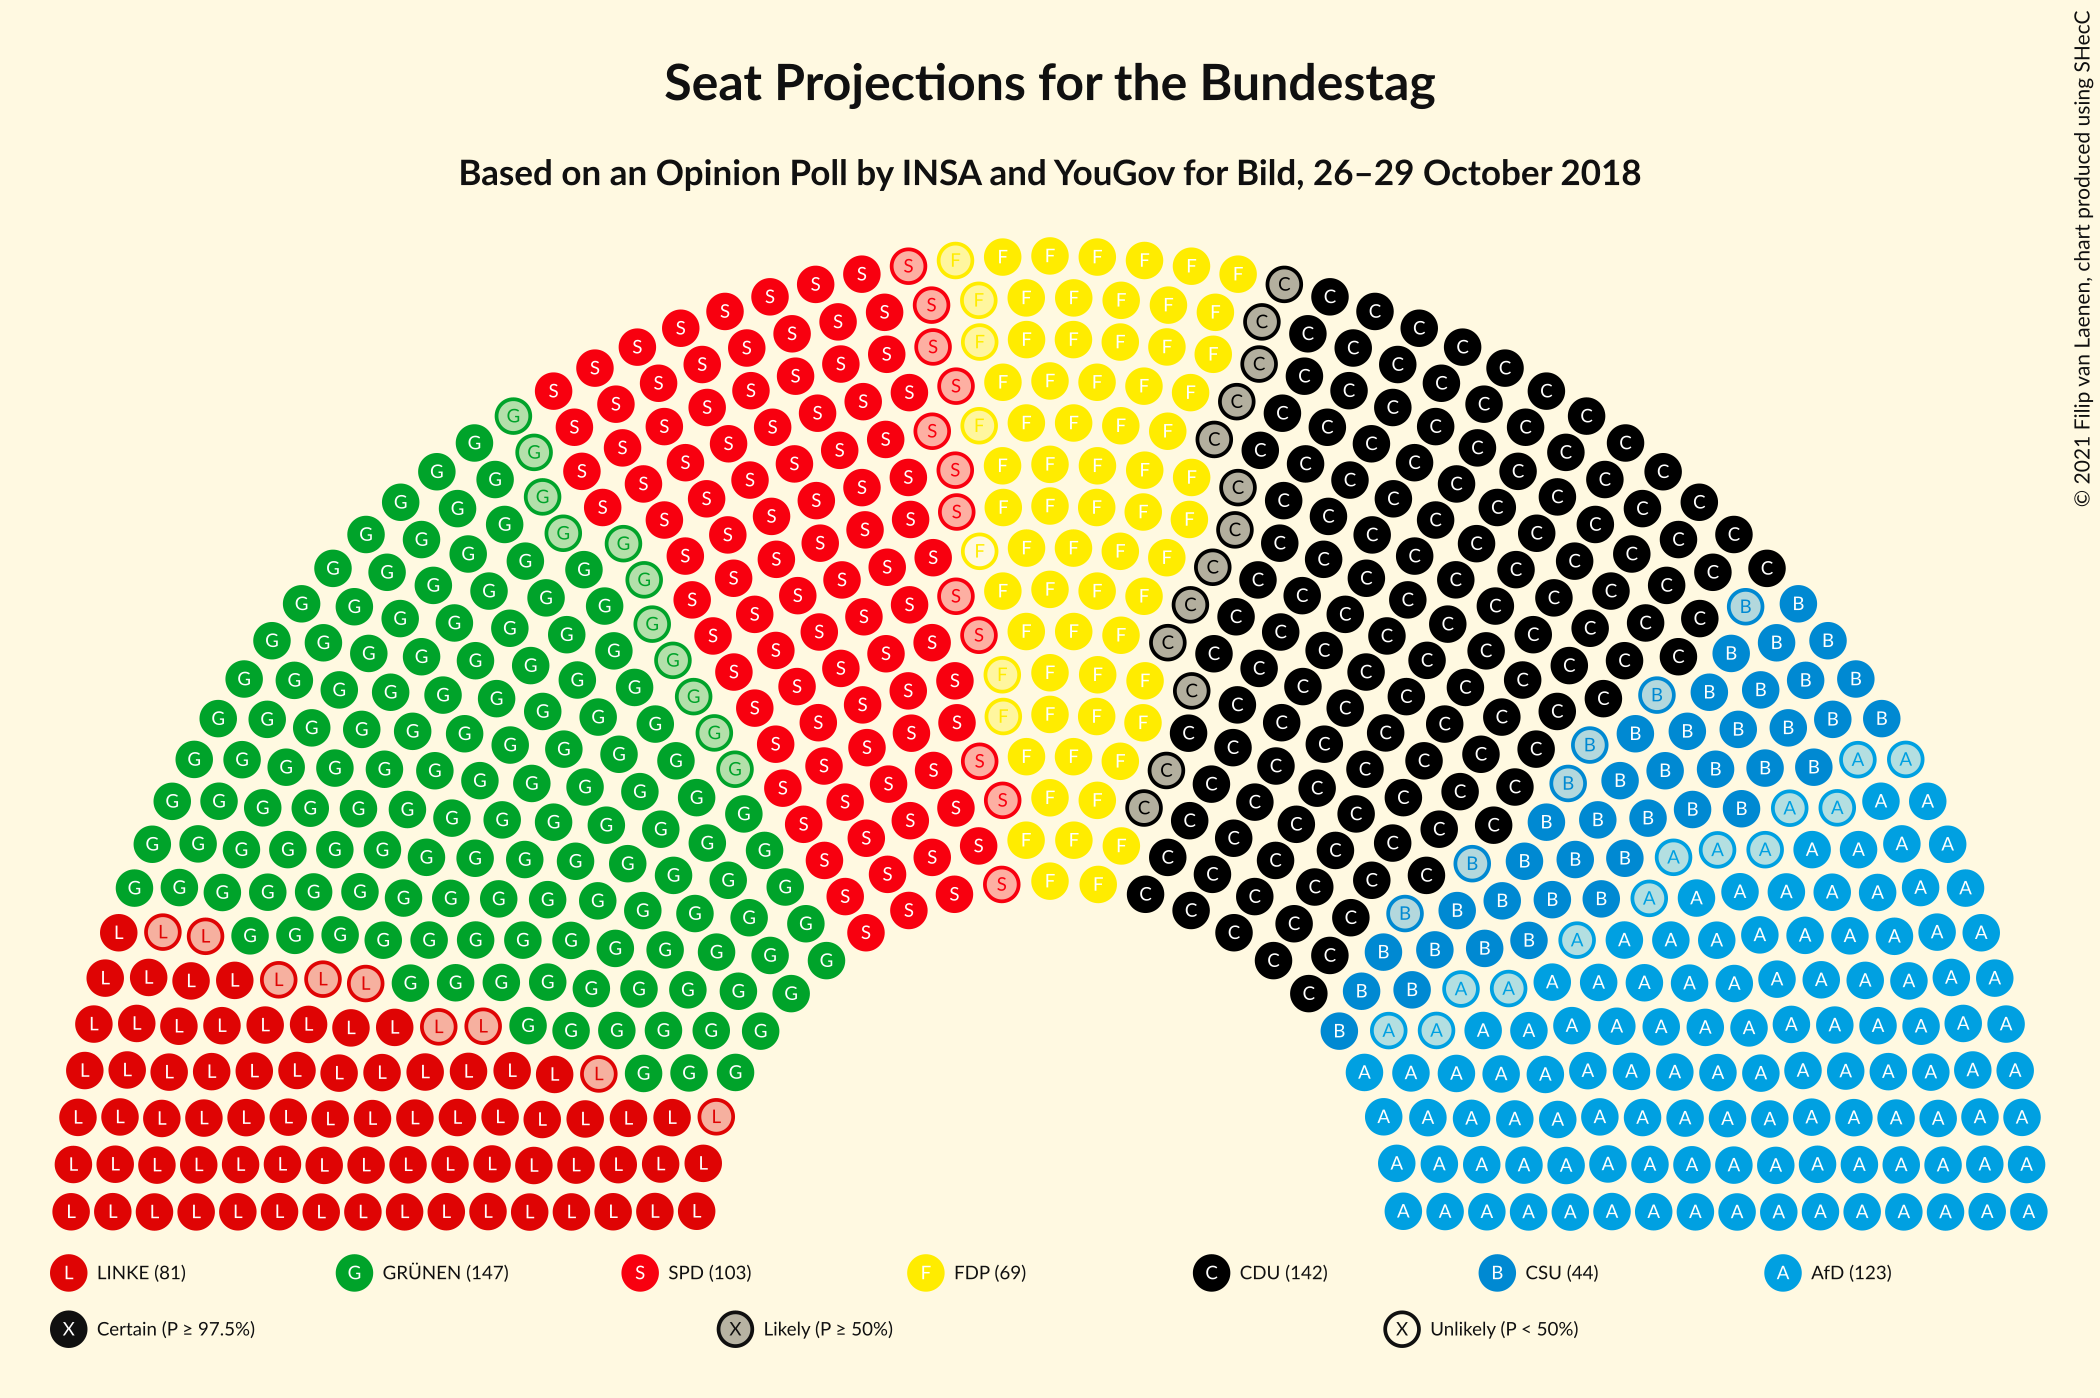 Seat Projections for the Bundestag
Based on an Opinion Poll by INSA and YouGov for Bild, 26–29 October 2018
© 2021 Filip van Laenen, chart produced using SHecC
L LINKE (81) G GRÜNEN (147) S SPD (103) F FDP (69) C CDU (142) B CSU (44) A AfD (123)
X Certain (P ≥ 97.5%) X Likely (P ≥ 50%) X Unlikely (P < 50%)